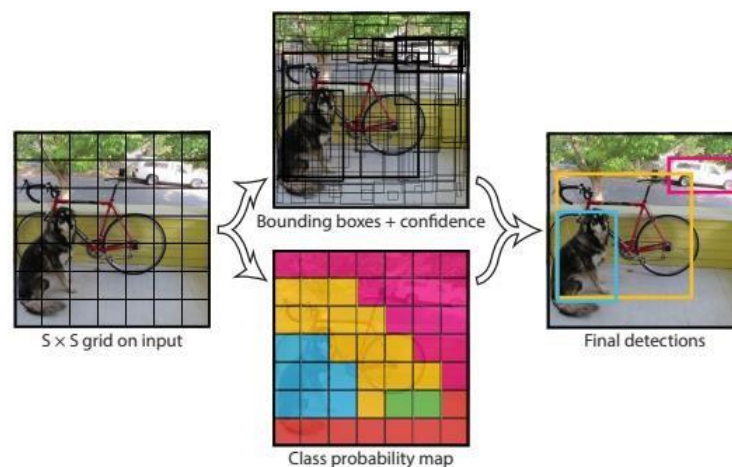 Bounding boxes + confidence
S × S grid on input
Final detections
Class probability map